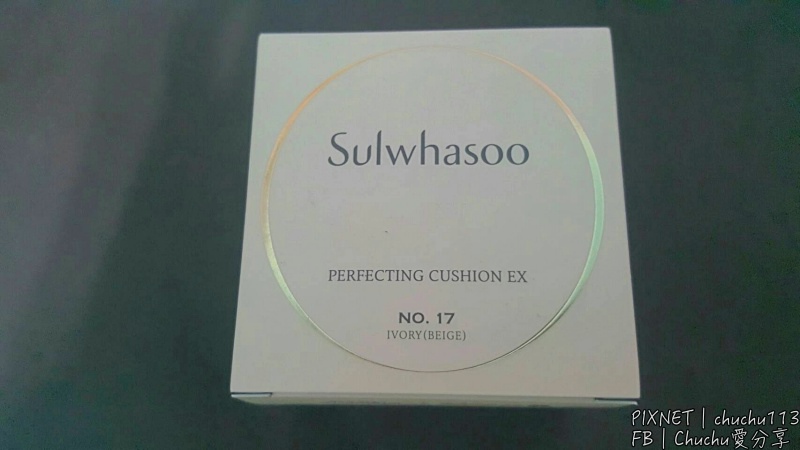 Sulwhasoo
PERFECTING CUSHION EX
NO. 17
IVORY(BEIGE)
PIXNET | chuchu113
FB | Chuchu愛分享